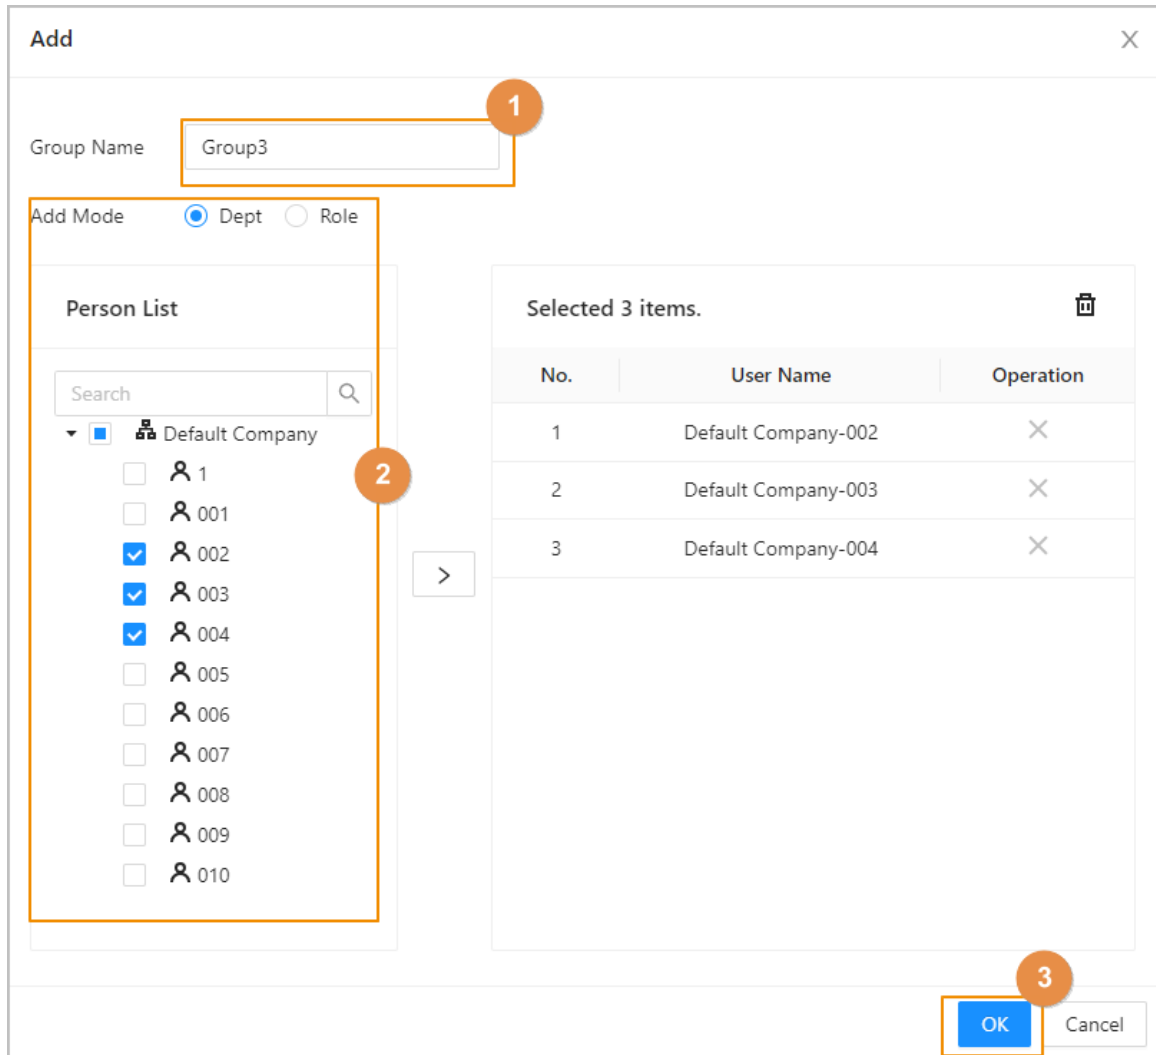 Add
1
Group Name Group3
Add Mode Dept Role
Person List
Search
Default Company
1
001
002
003
004
005
006
007
008
009
010
2
>
Selected 3 items.
No. User Name Operation
1 Default Company-002
2 Default Company-003
3 Default Company-004
3
OK Cancel